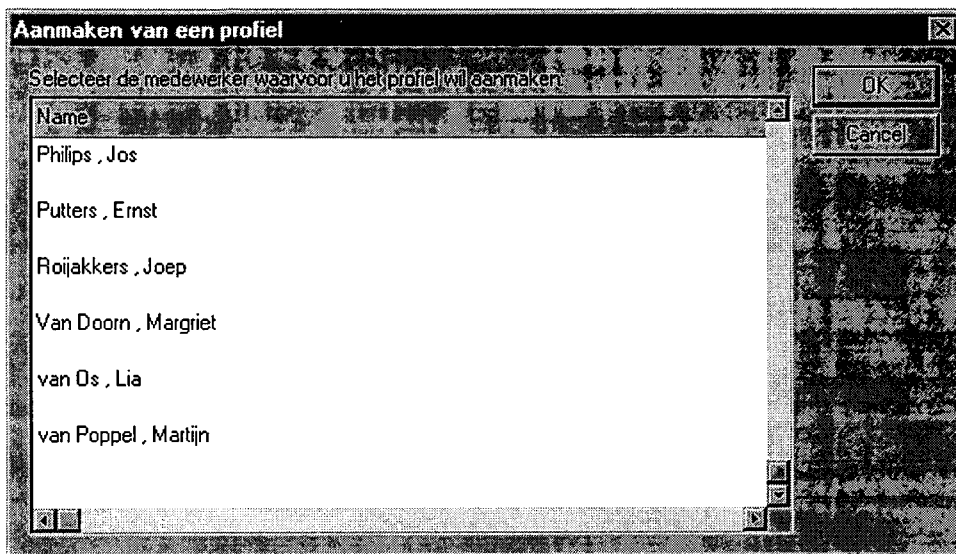 Aanmaken van een profiel
Selecteer de medewerker waarvoor u het profiel wil aanmaken
OK
Name
Cancel
Philips , Jos
Putters , Ernst
Roijakkers , Joep
Van Doorn , Margriet
van Os , Lia
van Poppel , Martijn